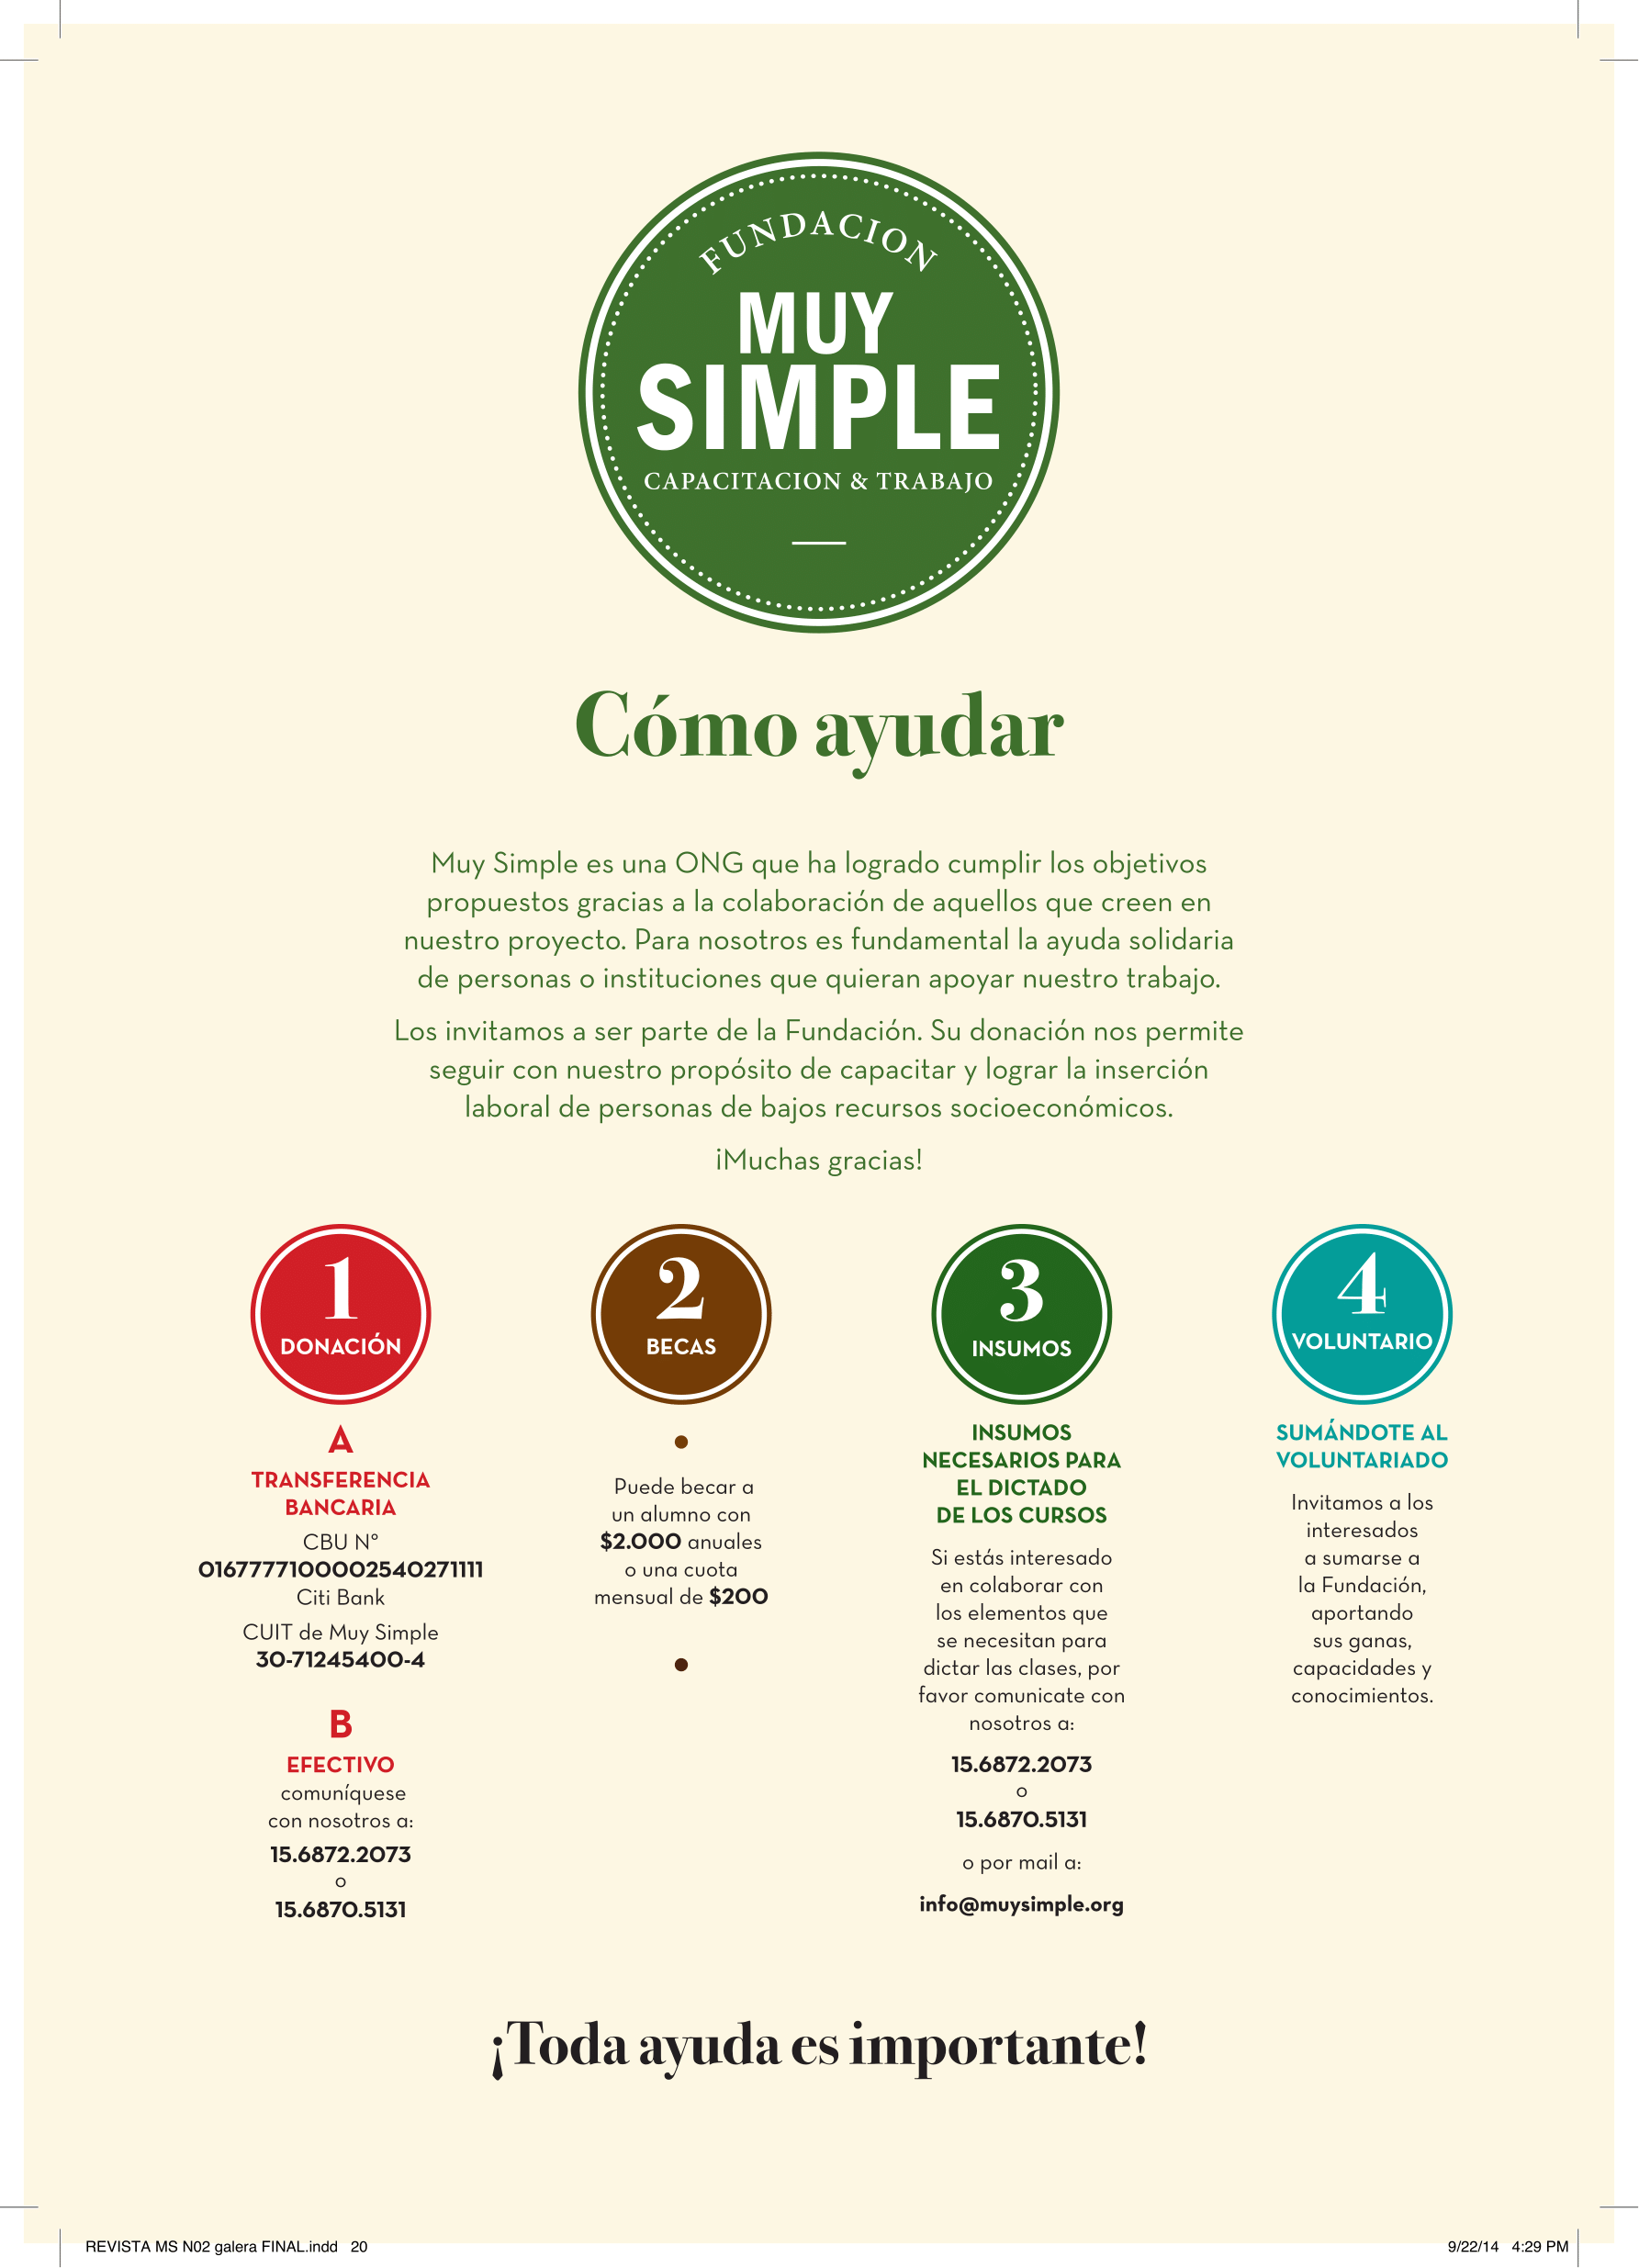 FUNDACION
MUY
SIMPLE
CAPACITACION & TRABAJO
Cómo ayudar
Muy Simple es una ONG que ha logrado cumplir los objetivos
propuestos gracias a la colaboración de aquellos que creen en
nuestro proyecto. Para nosotros es fundamental la ayuda solidaria
de personas o instituciones que quieran apoyar nuestro trabajo.
Los invitamos a ser parte de la Fundación. Su donación nos permite
seguir con nuestro propósito de capacitar y lograr la inserción
laboral de personas de bajos recursos socioeconómicos.
¡Muchas gracias!
1
DONACIÓN
A
TRANSFERENCIA
BANCARIA
CBU Nº
0167777100002540271111
Citi Bank
CUIT de Muy Simple
30-71245400-4
B
EFECTIVO
comuníquese
con nosotros a:
15.6872.2073
o
15.6870.5131
2
BECAS
Puede becar a
un alumno con
$2.000 anuales
o una cuota
mensual de $200
3
INSUMOS
INSUMOS
NECESARIOS PARA
EL DICTADO
DE LOS CURSOS
Si estás interesado
en colaborar con
los elementos que
se necesitan para
dictar las clases, por
favor comunicate con
nosotros a:
15.6872.2073
o
15.6870.5131
o por mail a:
info@muysimple.org
4
VOLUNTARIO
SUMÁNDOTE AL
VOLUNTARIADO
Invitamos a los
interesados
a sumarse a
la Fundación,
aportando
sus ganas,
capacidades y
conocimientos.
¡Toda ayuda es importante!
REVISTA MS N02 galera FINAL.indd   20
9/22/14   4:29 PM